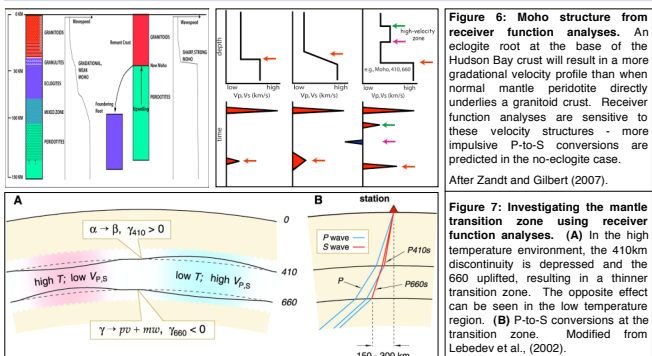 0 KM
50 KM
100 KM
150 KM
GRANITOIDS
GRANULITES
ECLOGITES
MIXED ZONE
PERIDOTITES
Wavespeed
GRADATIONAL,
WEAK
MOHO
Remnant Crust
Foundering
Root
GRANITOIDS
New Moho
PERIDOTITES
Upwelling
Wavespeed
SHARP, STRONG
MOHO
depth
low high
Vp,Vs (km/s)
low high
Vp,Vs (km/s)
high-velocity
zone
e.g., Moho, 410, 660
low high
Vp,Vs (km/s)
time
Figure 6: Moho structure from
receiver function analyses. An
eclogite root at the base of the
Hudson Bay crust will result in a more
gradational velocity profile than when
normal mantle peridotite directly
underlies a granitoid crust. Receiver
function analyses are sensitive to
these velocity structures - more
impulsive P-to-S conversions are
predicted in the no-eclogite case.
After Zandt and Gilbert (2007).
A
α → β, γ410 > 0
high T; low VP,S
low T; high VP,S
γ → pv + mw, γ660 < 0
0
410
660
B
station
P wave
S wave
P410s
P
P660s
150 - 300 km
Figure 7: Investigating the mantle
transition zone using receiver
function analyses. (A) In the high
temperature environment, the 410km
discontinuity is depressed and the
660 uplifted, resulting in a thinner
transition zone. The opposite effect
can be seen in the low temperature
region. (B) P-to-S conversions at the
transition zone. Modified from
Lebedev et al., (2002).